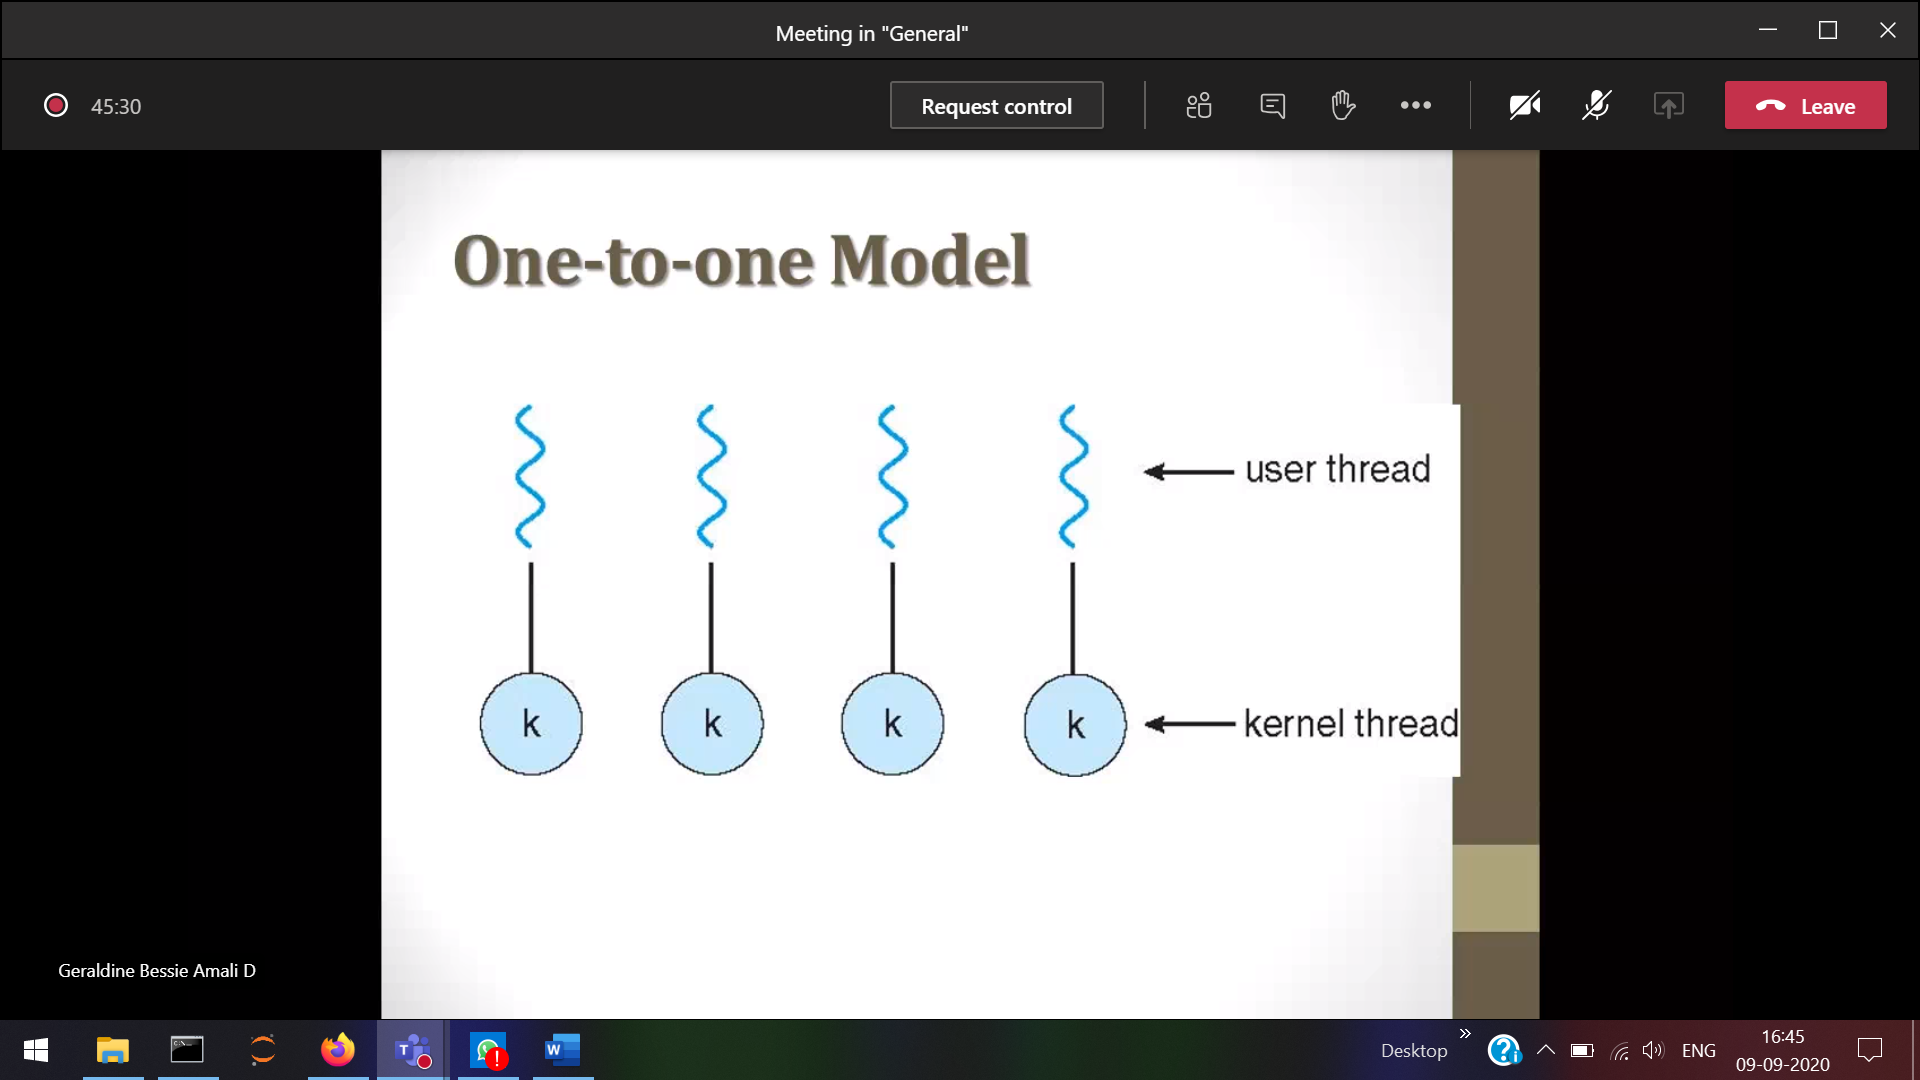 Meeting in "General"
45:30
Request control
Leave
One-to-one Model
user thread
k k k k
kernel thread
Geraldine Bessie Amali D
Desktop
ENG
16:45
09-09-2020